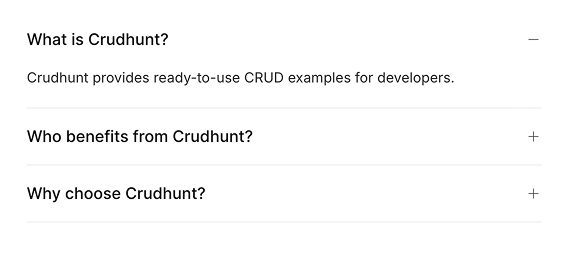 What is Crudhunt?
Crudhunt provides ready-to-use CRUD examples for developers.
Who benefits from Crudhunt?
Why choose Crudhunt?